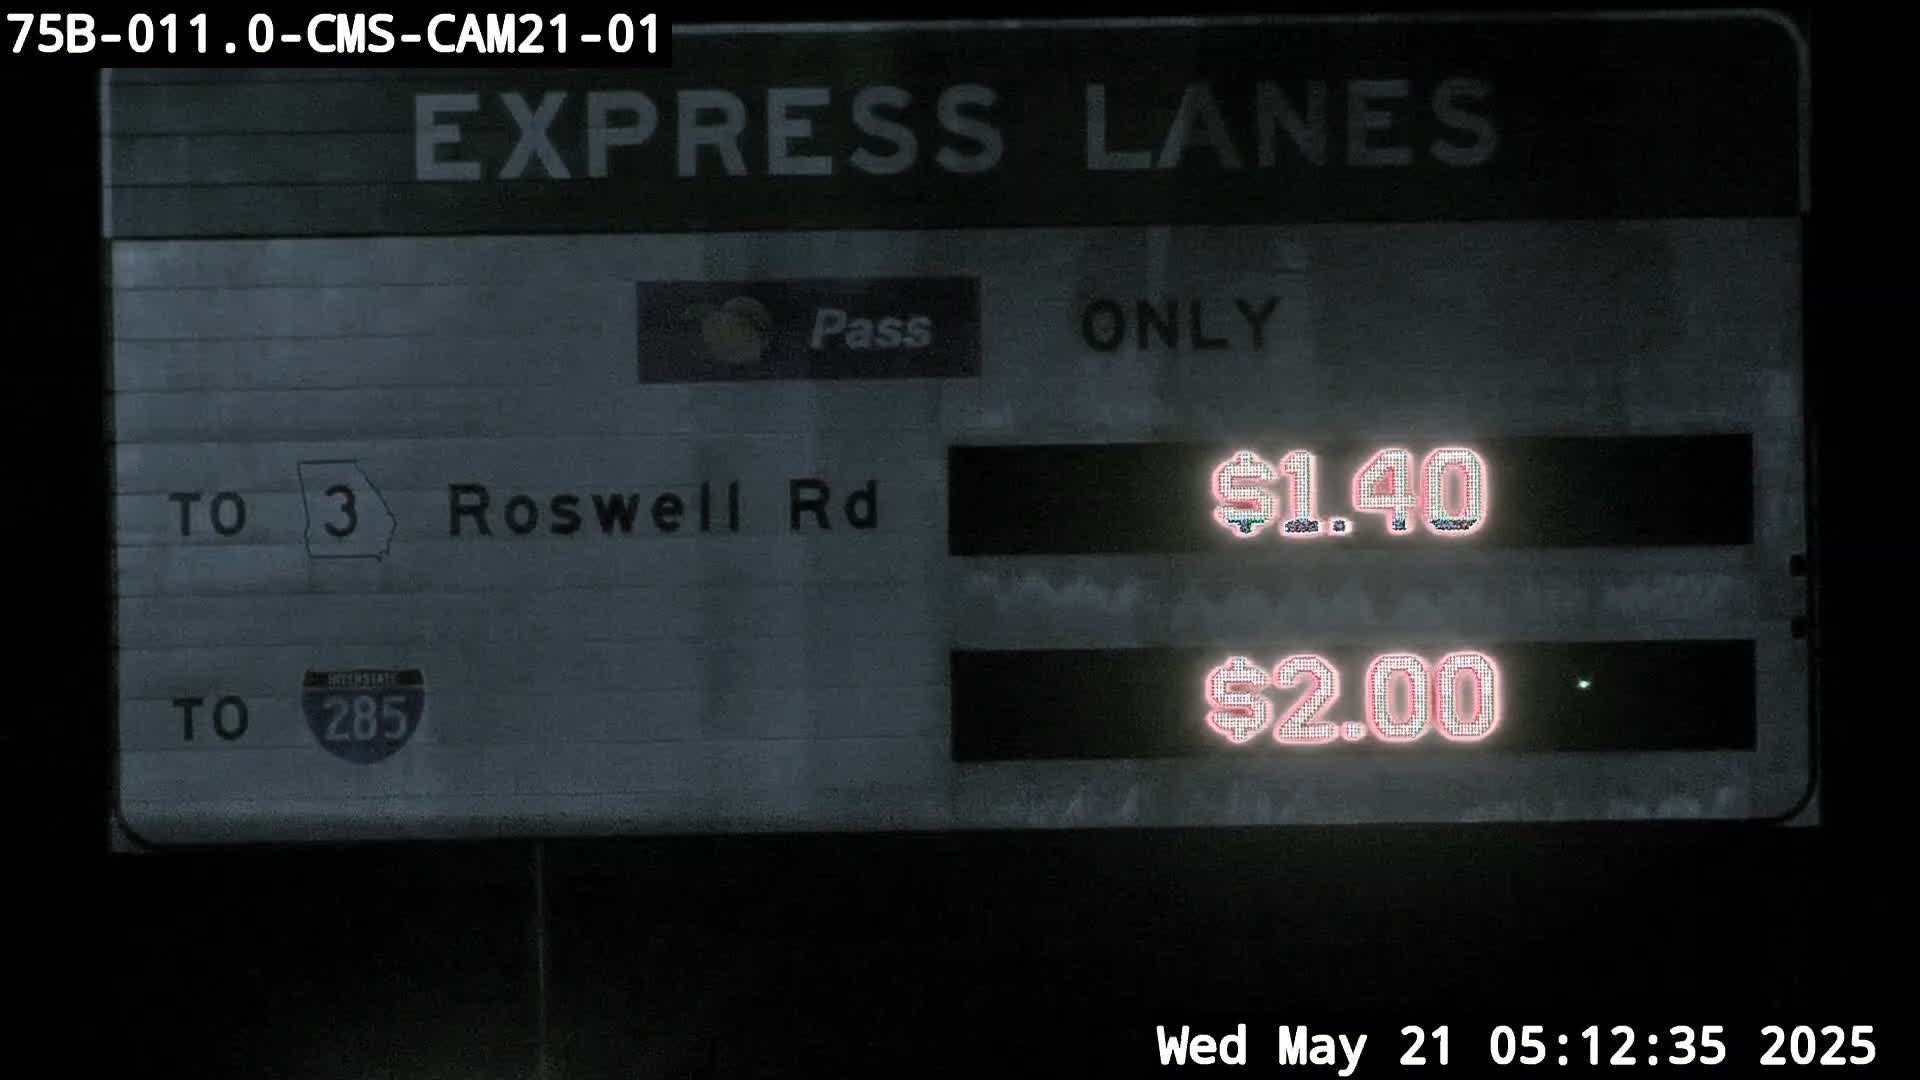 75B-011.0-CMS-CAM21-01
EXPRESS LANES
Pass ONLY
TO 3 Roswell Rd $1.40
INTERSTATE
TO 285 $2.00
Wed May 21 05:12:35 2025